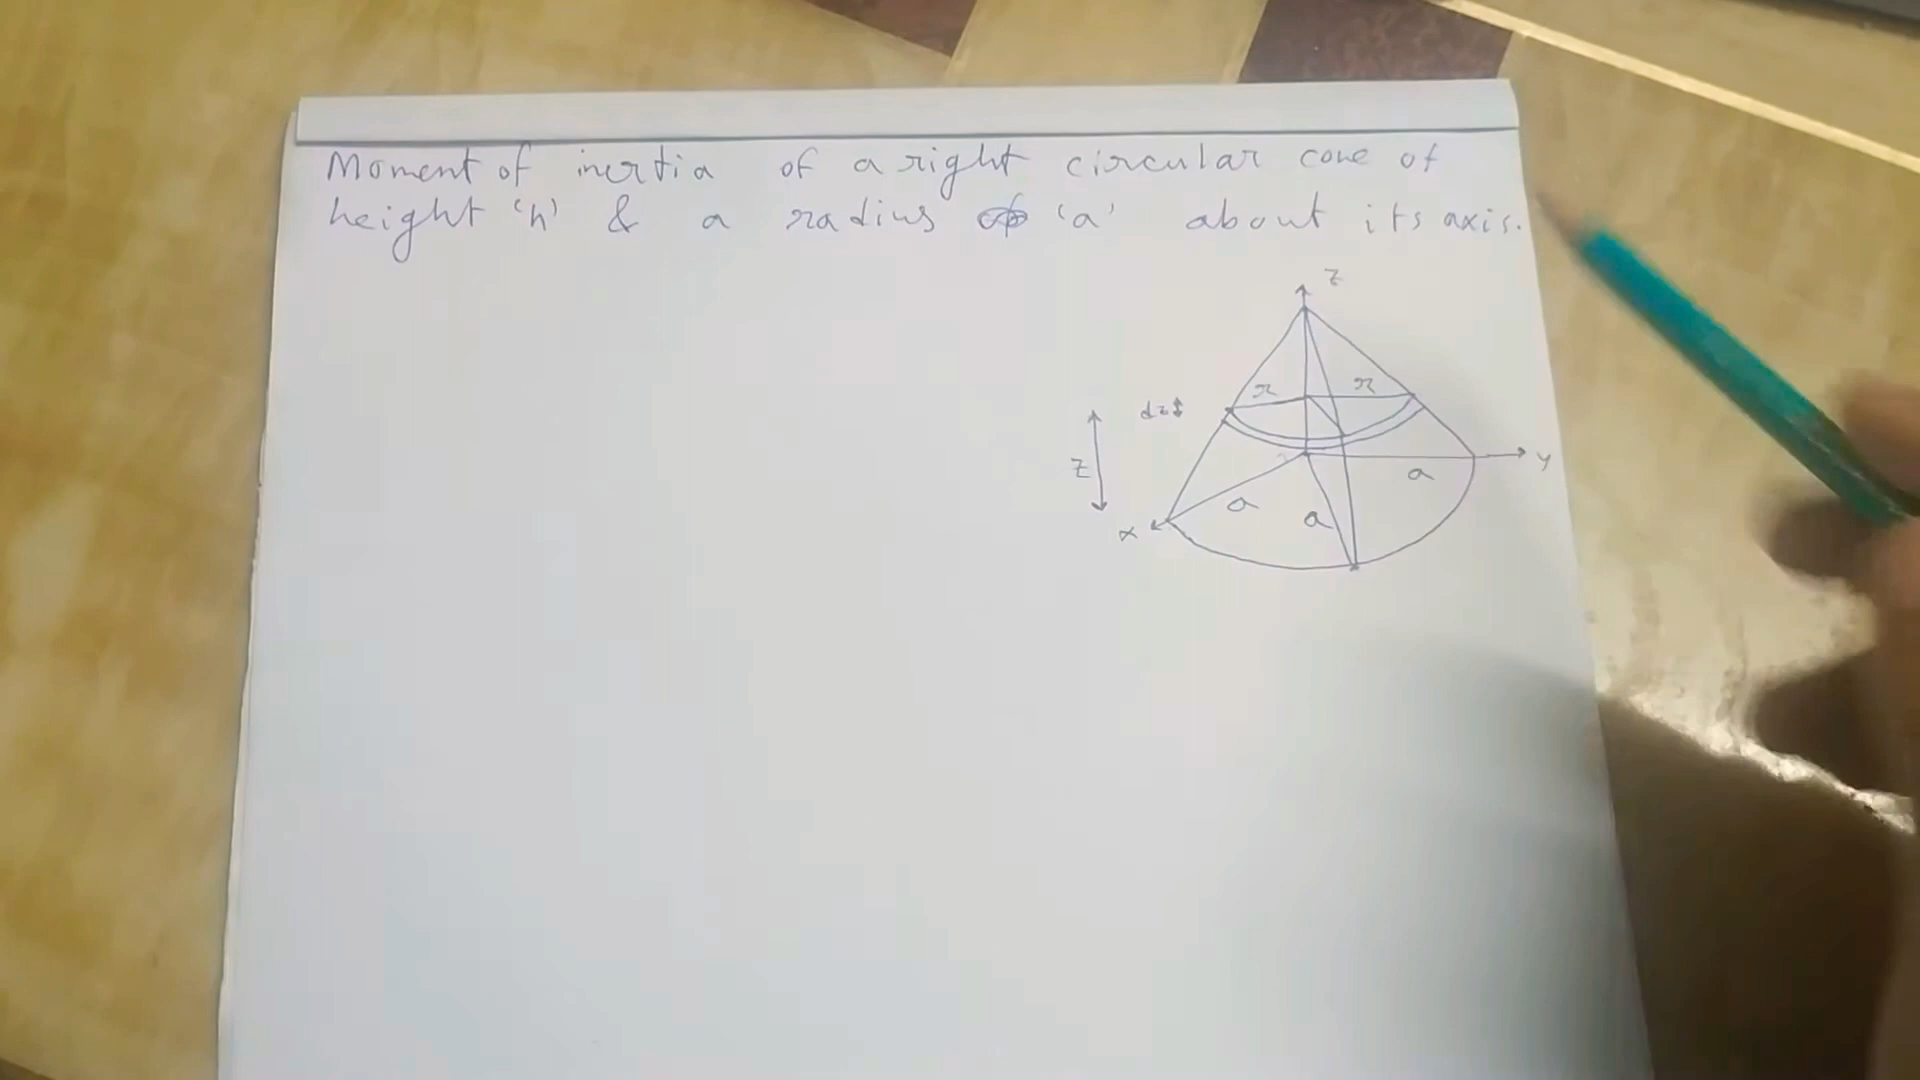 Moment of inertia of a right circular cone of
height 'h' & a radius 'a' about its axis.
z
r r
dz
z
y
a
a a
x